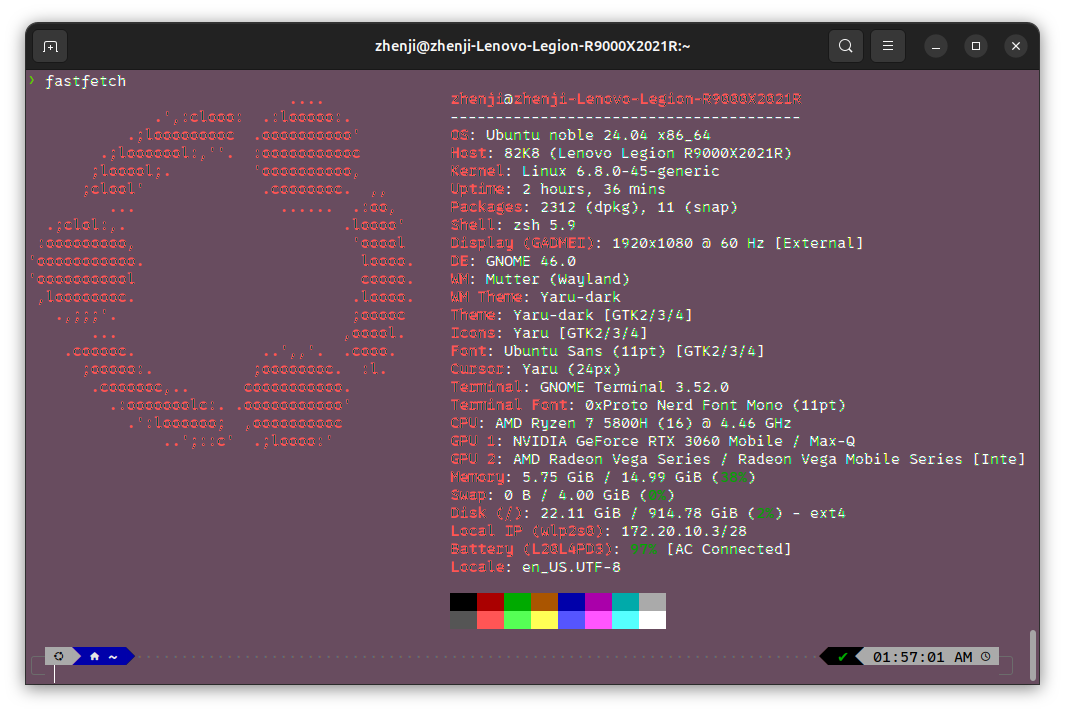 zhenji@zhenji-Lenovo-Legion-R9000X2021R:~
❯ fastfetch
zhenji@zhenji-Lenovo-Legion-R9000X2021R
---------------------------------------
OS: Ubuntu noble 24.04 x86_64
Host: 82K8 (Lenovo Legion R9000X2021R)
Kernel: Linux 6.8.0-45-generic
Uptime: 2 hours, 36 mins
Packages: 2312 (dpkg), 11 (snap)
Shell: zsh 5.9
Display (GADMEI): 1920x1080 @ 60 Hz [External]
DE: GNOME 46.0
WM: Mutter (Wayland)
WM Theme: Yaru-dark
Theme: Yaru-dark [GTK2/3/4]
Icons: Yaru [GTK2/3/4]
Font: Ubuntu Sans (11pt) [GTK2/3/4]
Cursor: Yaru (24px)
Terminal: GNOME Terminal 3.52.0
Terminal Font: 0xProto Nerd Font Mono (11pt)
CPU: AMD Ryzen 7 5800H (16) @ 4.46 GHz
GPU 1: NVIDIA GeForce RTX 3060 Mobile / Max-Q
GPU 2: AMD Radeon Vega Series / Radeon Vega Mobile Series [Inte]
Memory: 5.75 GiB / 14.99 GiB (38%)
Swap: 0 B / 4.00 GiB (0%)
Disk (/): 22.11 GiB / 914.78 GiB (2%) - ext4
Local IP (wlp2s0): 172.20.10.3/28
Battery (L20L4PD3): 97% [AC Connected]
Locale: en_US.UTF-8
~ ✔ 01:57:01 AM